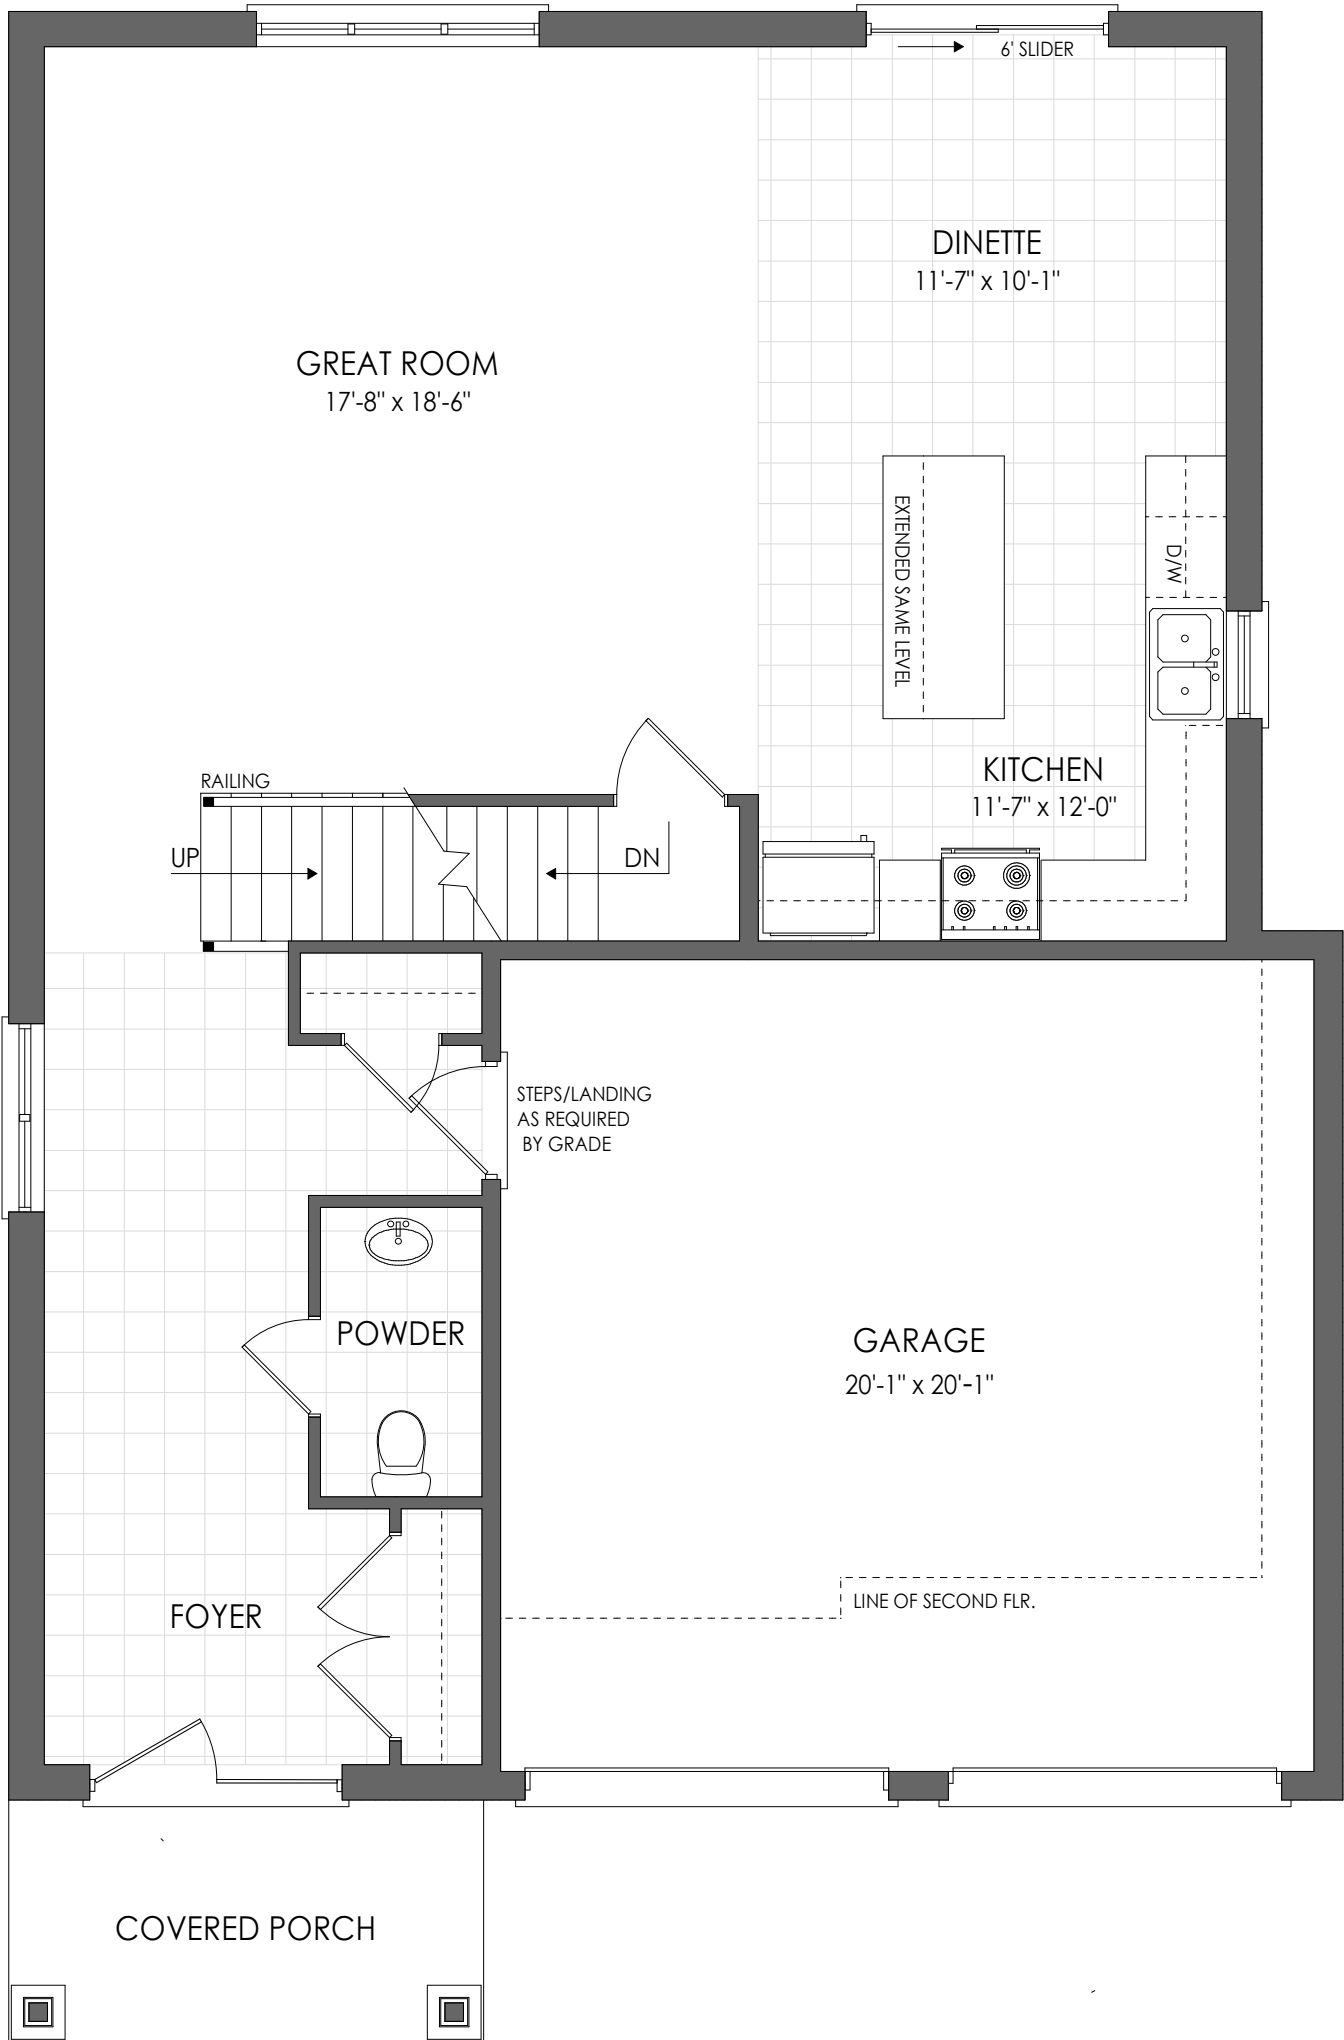 6' SLIDER
DINETTE
11'-7" x 10'-1"
GREAT ROOM
17'-8" x 18'-6"
EXTENDED SAME LEVEL
D/W
KITCHEN
11'-7" x 12'-0"
RAILING
UP
DN
STEPS/LANDING
AS REQUIRED
BY GRADE
POWDER
GARAGE
20'-1" x 20'-1"
LINE OF SECOND FLR.
FOYER
COVERED PORCH